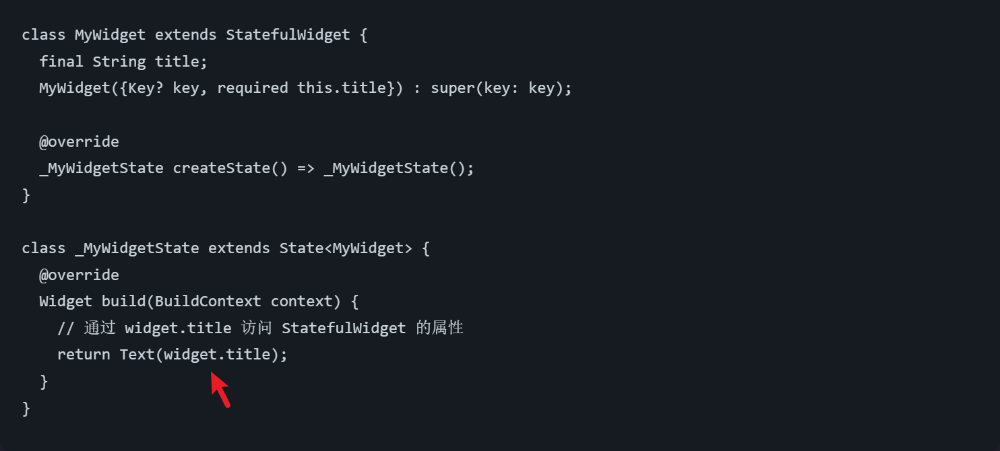 class MyWidget extends StatefulWidget {
  final String title;
  MyWidget({Key? key, required this.title}) : super(key: key);

  @override
  _MyWidgetState createState() => _MyWidgetState();
}

class _MyWidgetState extends State<MyWidget> {
  @override
  Widget build(BuildContext context) {
    // 通过 widget.title 访问 StatefulWidget 的属性
    return Text(widget.title);
  }
}